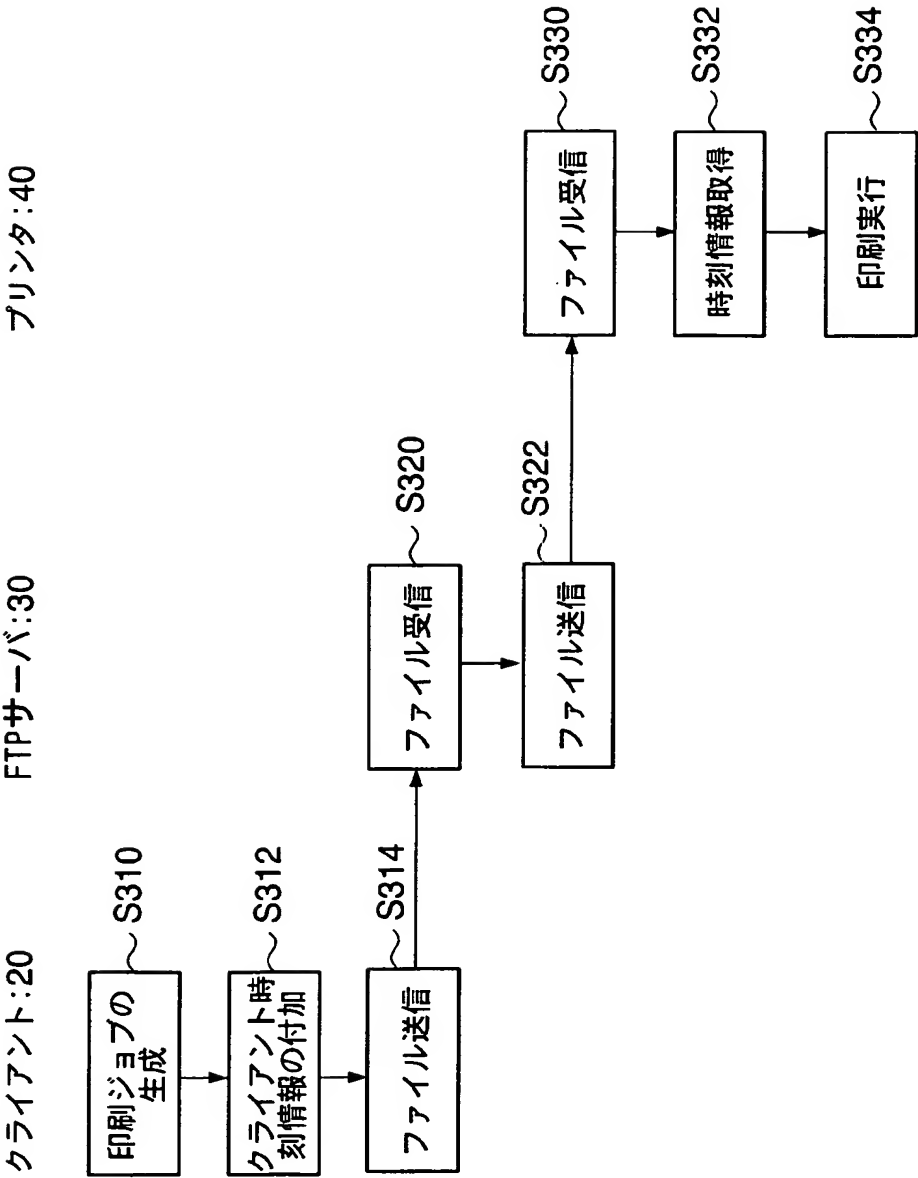 クライアント:20
FTPサーバ:30
プリンタ:40
印刷ジョブの
生成
S310
クライアント時
刻情報の付加
S312
ファイル送信
S314
ファイル受信
S320
ファイル送信
S322
ファイル受信
S330
時刻情報取得
S332
印刷実行
S334